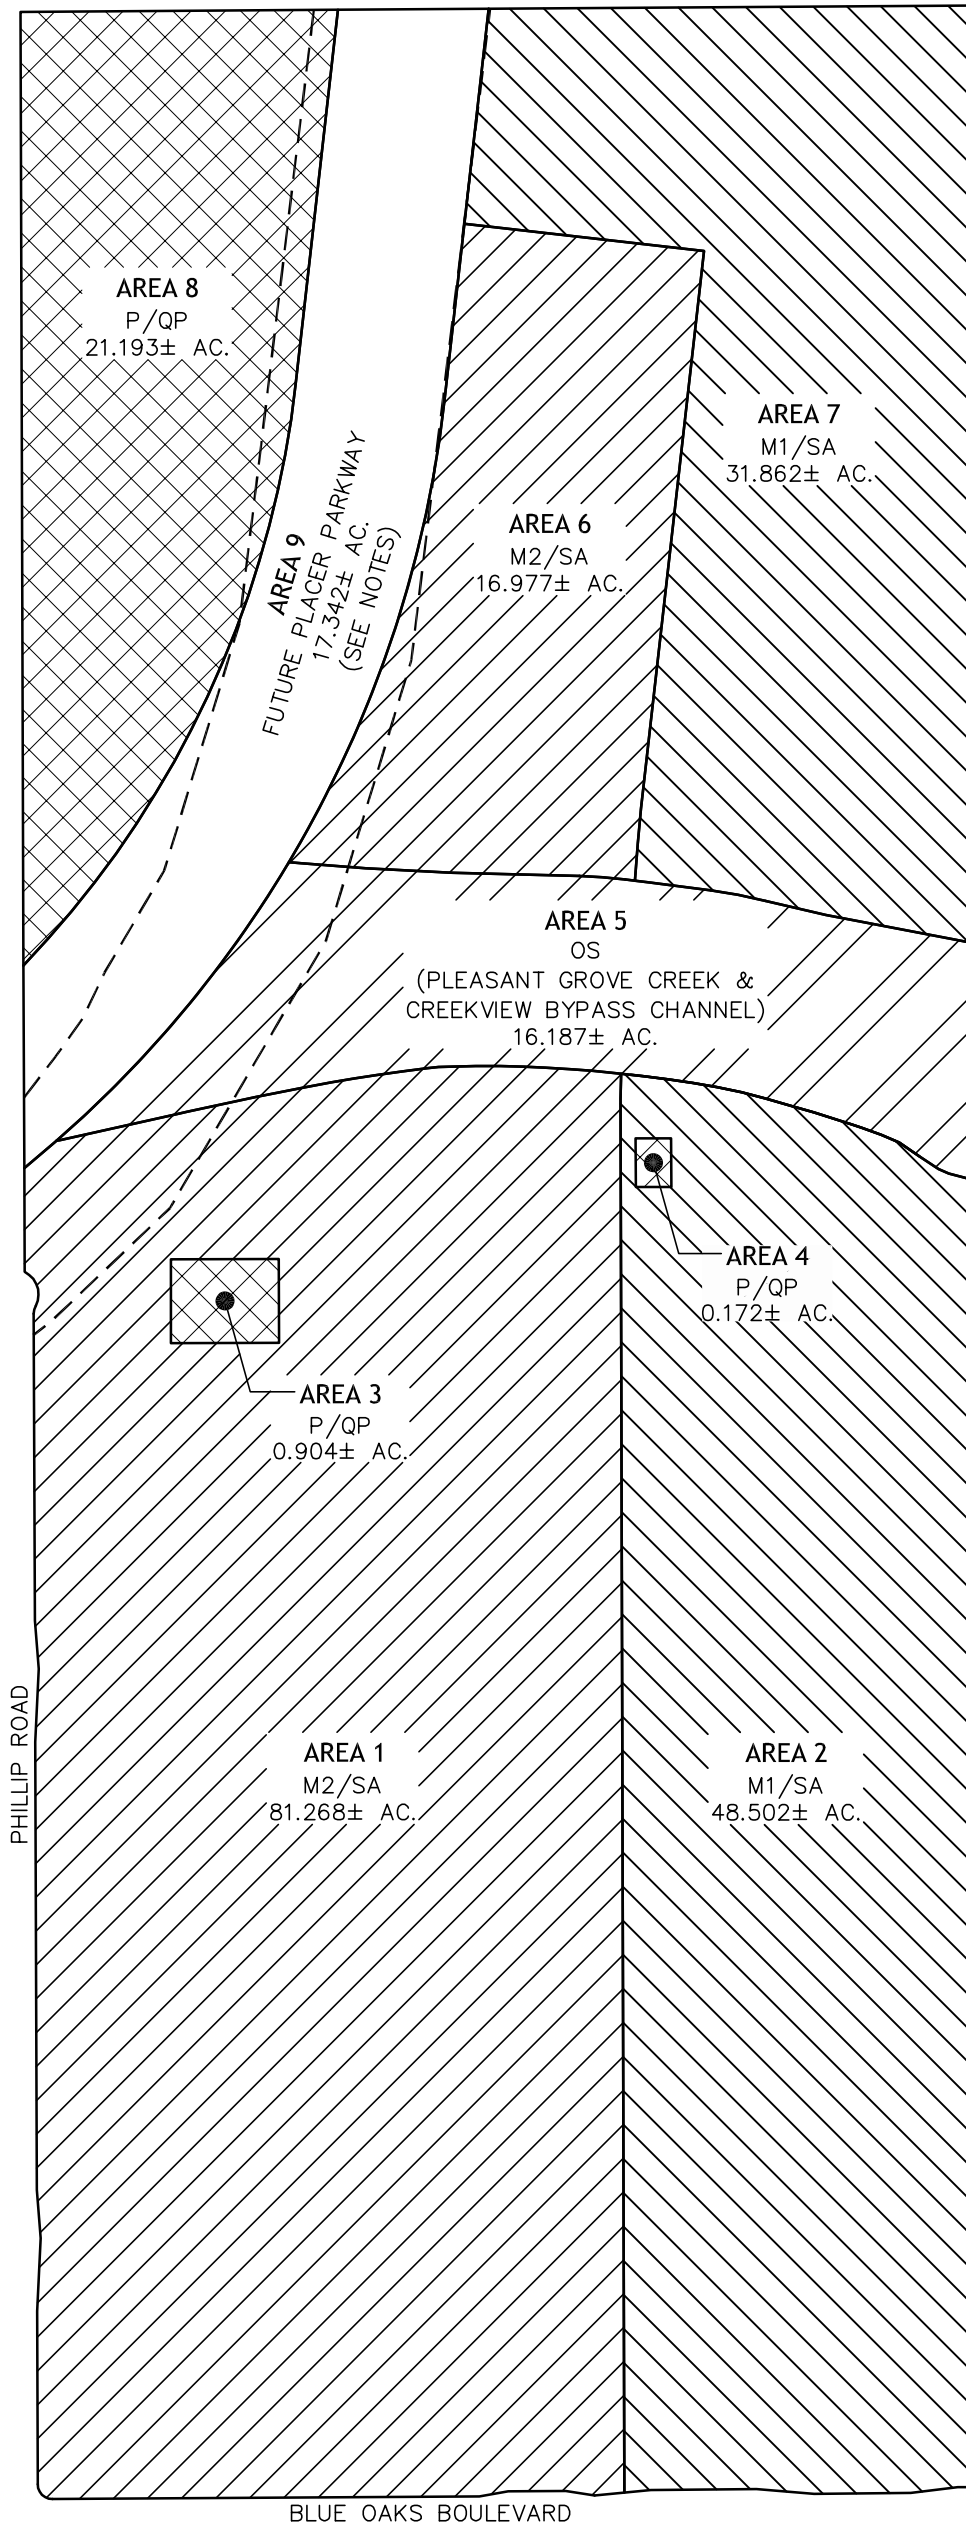 AREA 8
P/QP
21.193± AC.
AREA 7
M1/SA
31.862± AC.
AREA 6
M2/SA
16.977± AC.
AREA 9
FUTURE PLACER PARKWAY
17.342± AC.
(SEE NOTES)
AREA 5
OS
(PLEASANT GROVE CREEK &
CREEKVIEW BYPASS CHANNEL)
16.187± AC.
AREA 4
P/QP
0.172± AC.
AREA 3
P/QP
0.904± AC.
AREA 1
M2/SA
81.268± AC.
AREA 2
M1/SA
48.502± AC.
PHILLIP ROAD
BLUE OAKS BOULEVARD